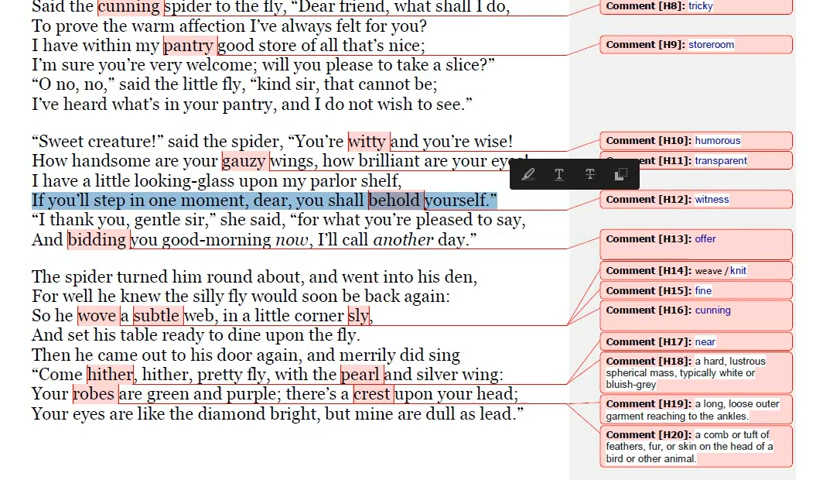 Said the cunning spider to the fly, “Dear friend, what shall I do,
To prove the warm affection I’ve always felt for you?
I have within my pantry good store of all that’s nice;
I’m sure you’re very welcome; will you please to take a slice?”
“O no, no,” said the little fly, “kind sir, that cannot be;
I’ve heard what’s in your pantry, and I do not wish to see.”
“Sweet creature!” said the spider, “You’re witty and you’re wise!
How handsome are your gauzy wings, how brilliant are your eyes!
I have a little looking-glass upon my parlor shelf,
If you’ll step in one moment, dear, you shall behold yourself.”
“I thank you, gentle sir,” she said, “for what you’re pleased to say,
And bidding you good-morning now, I’ll call another day.”
The spider turned him round about, and went into his den,
For well he knew the silly fly would soon be back again:
So he wove a subtle web, in a little corner sly,
And set his table ready to dine upon the fly.
Then he came out to his door again, and merrily did sing
“Come hither, hither, pretty fly, with the pearl and silver wing:
Your robes are green and purple; there’s a crest upon your head;
Your eyes are like the diamond bright, but mine are dull as lead.”
Comment [H8]: tricky
Comment [H9]: storeroom
Comment [H10]: humorous
Comment [H11]: transparent
Comment [H12]: witness
Comment [H13]: offer
Comment [H14]: weave / knit
Comment [H15]: fine
Comment [H16]: cunning
Comment [H17]: near
Comment [H18]: a hard, lustrous
spherical mass, typically white or
bluish-grey
Comment [H19]: a long, loose outer
garment reaching to the ankles.
Comment [H20]: a comb or tuft of
feathers, fur, or skin on the head of a
bird or other animal.